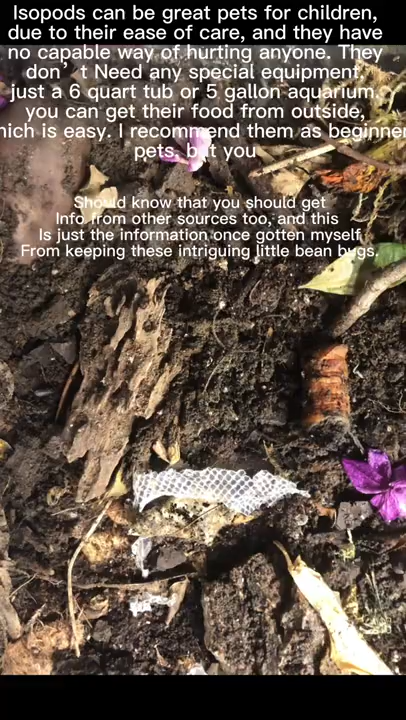 Isopods can be great pets for children,
due to their ease of care, and they have
no capable way of hurting anyone. They
don't Need any special equipment,
just a 6 quart tub or 5 gallon aquarium.
you can get their food from outside,
hich is easy. I recommend them as beginner
pets, but you
Should know that you should get
Info from other sources too, and this
Is just the information once gotten myself
From keeping these intriguing little bean bugs.